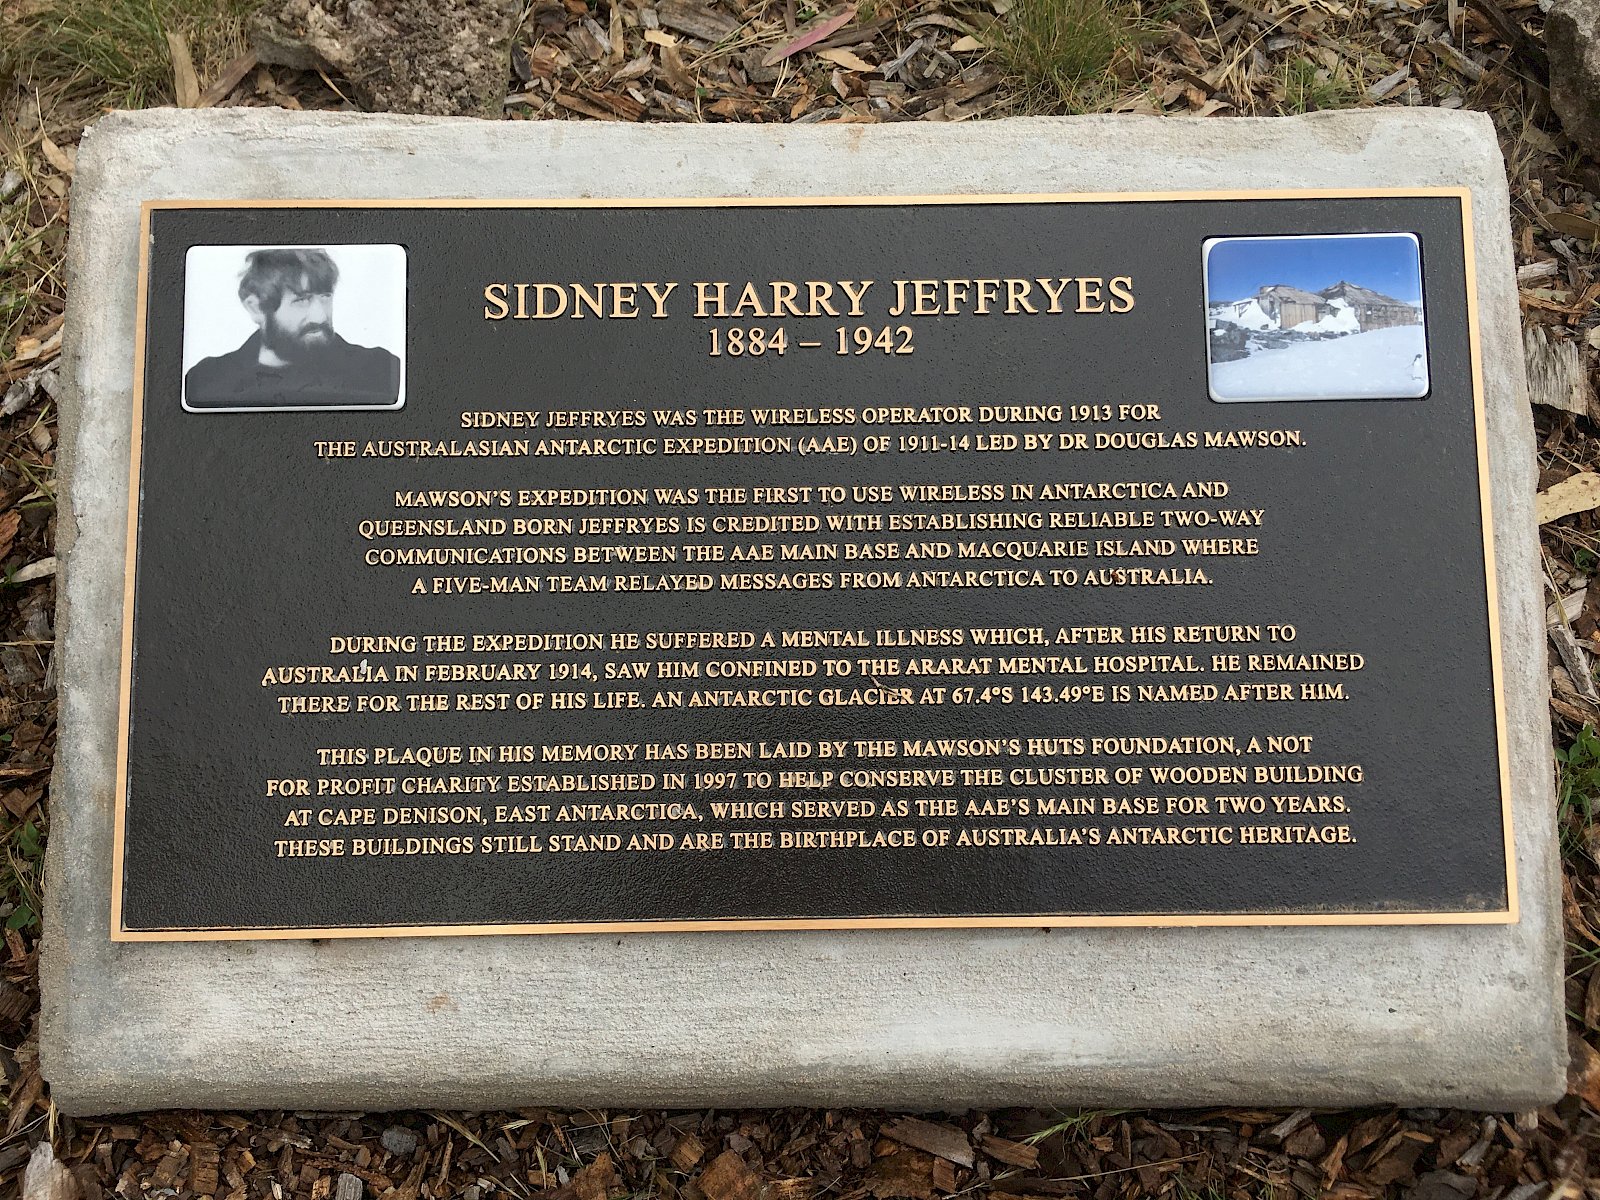 SIDNEY HARRY JEFFRYES
1884 – 1942
SIDNEY JEFFRYES WAS THE WIRELESS OPERATOR DURING 1913 FOR
THE AUSTRALASIAN ANTARCTIC EXPEDITION (AAE) OF 1911-14 LED BY DR DOUGLAS MAWSON.
MAWSON'S EXPEDITION WAS THE FIRST TO USE WIRELESS IN ANTARCTICA AND
QUEENSLAND BORN JEFFRYES IS CREDITED WITH ESTABLISHING RELIABLE TWO-WAY
COMMUNICATIONS BETWEEN THE AAE MAIN BASE AND MACQUARIE ISLAND WHERE
A FIVE-MAN TEAM RELAYED MESSAGES FROM ANTARCTICA TO AUSTRALIA.
DURING THE EXPEDITION HE SUFFERED A MENTAL ILLNESS WHICH, AFTER HIS RETURN TO
AUSTRALIA IN FEBRUARY 1914, SAW HIM CONFINED TO THE ARARAT MENTAL HOSPITAL. HE REMAINED
THERE FOR THE REST OF HIS LIFE. AN ANTARCTIC GLACIER AT 67.4°S 143.49°E IS NAMED AFTER HIM.
THIS PLAQUE IN HIS MEMORY HAS BEEN LAID BY THE MAWSON'S HUTS FOUNDATION, A NOT
FOR PROFIT CHARITY ESTABLISHED IN 1997 TO HELP CONSERVE THE CLUSTER OF WOODEN BUILDING
AT CAPE DENISON, EAST ANTARCTICA, WHICH SERVED AS THE AAE'S MAIN BASE FOR TWO YEARS.
THESE BUILDINGS STILL STAND AND ARE THE BIRTHPLACE OF AUSTRALIA'S ANTARCTIC HERITAGE.